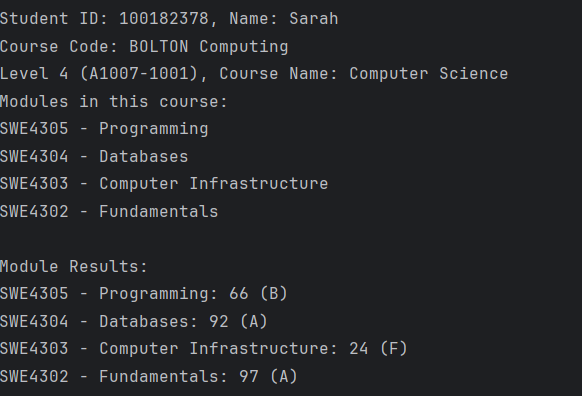 Student ID: 100182378, Name: Sarah
Course Code: BOLTON Computing
Level 4 (A1007-1001), Course Name: Computer Science
Modules in this course:
SWE4305 - Programming
SWE4304 - Databases
SWE4303 - Computer Infrastructure
SWE4302 - Fundamentals
Module Results:
SWE4305 - Programming: 66 (B)
SWE4304 - Databases: 92 (A)
SWE4303 - Computer Infrastructure: 24 (F)
SWE4302 - Fundamentals: 97 (A)